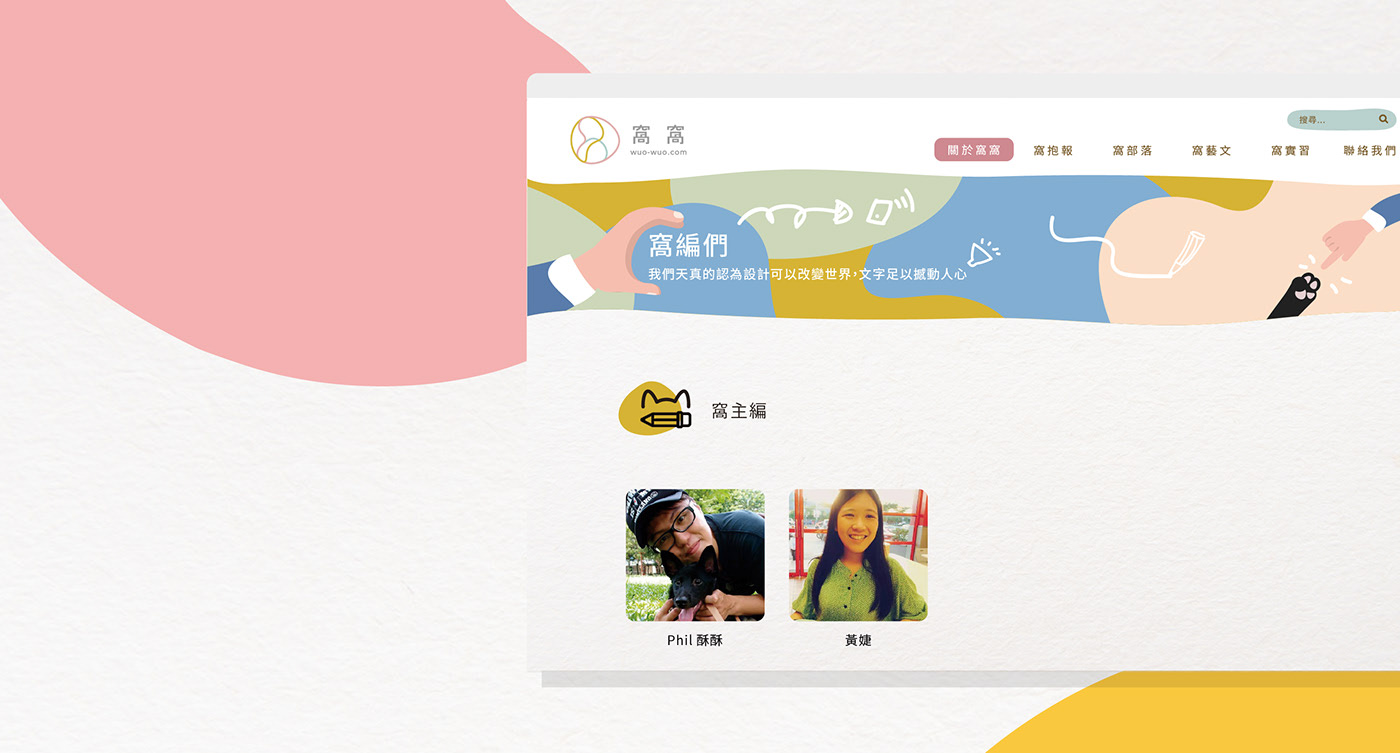 窩窩
wuo-wuo.com
搜尋...
關於窩窩
窩抱報
窩部落
窩藝文
窩實習
聯絡我們
窩編們
我們天真的認為設計可以改變世界,文字足以撼動人心
窩主編
Phil 酥酥
黃婕